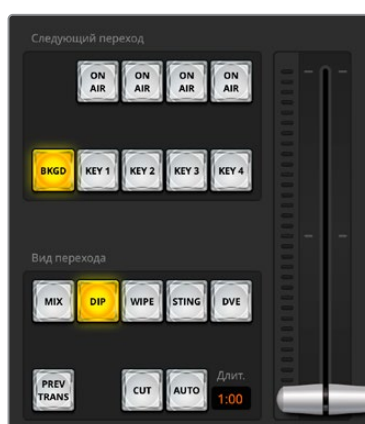 Следующий переход
ON AIR ON AIR ON AIR ON AIR
BKGD KEY 1 KEY 2 KEY 3 KEY 4
Вид перехода
MIX DIP WIPE STING DVE
PREV TRANS CUT AUTO Длит. 1:00